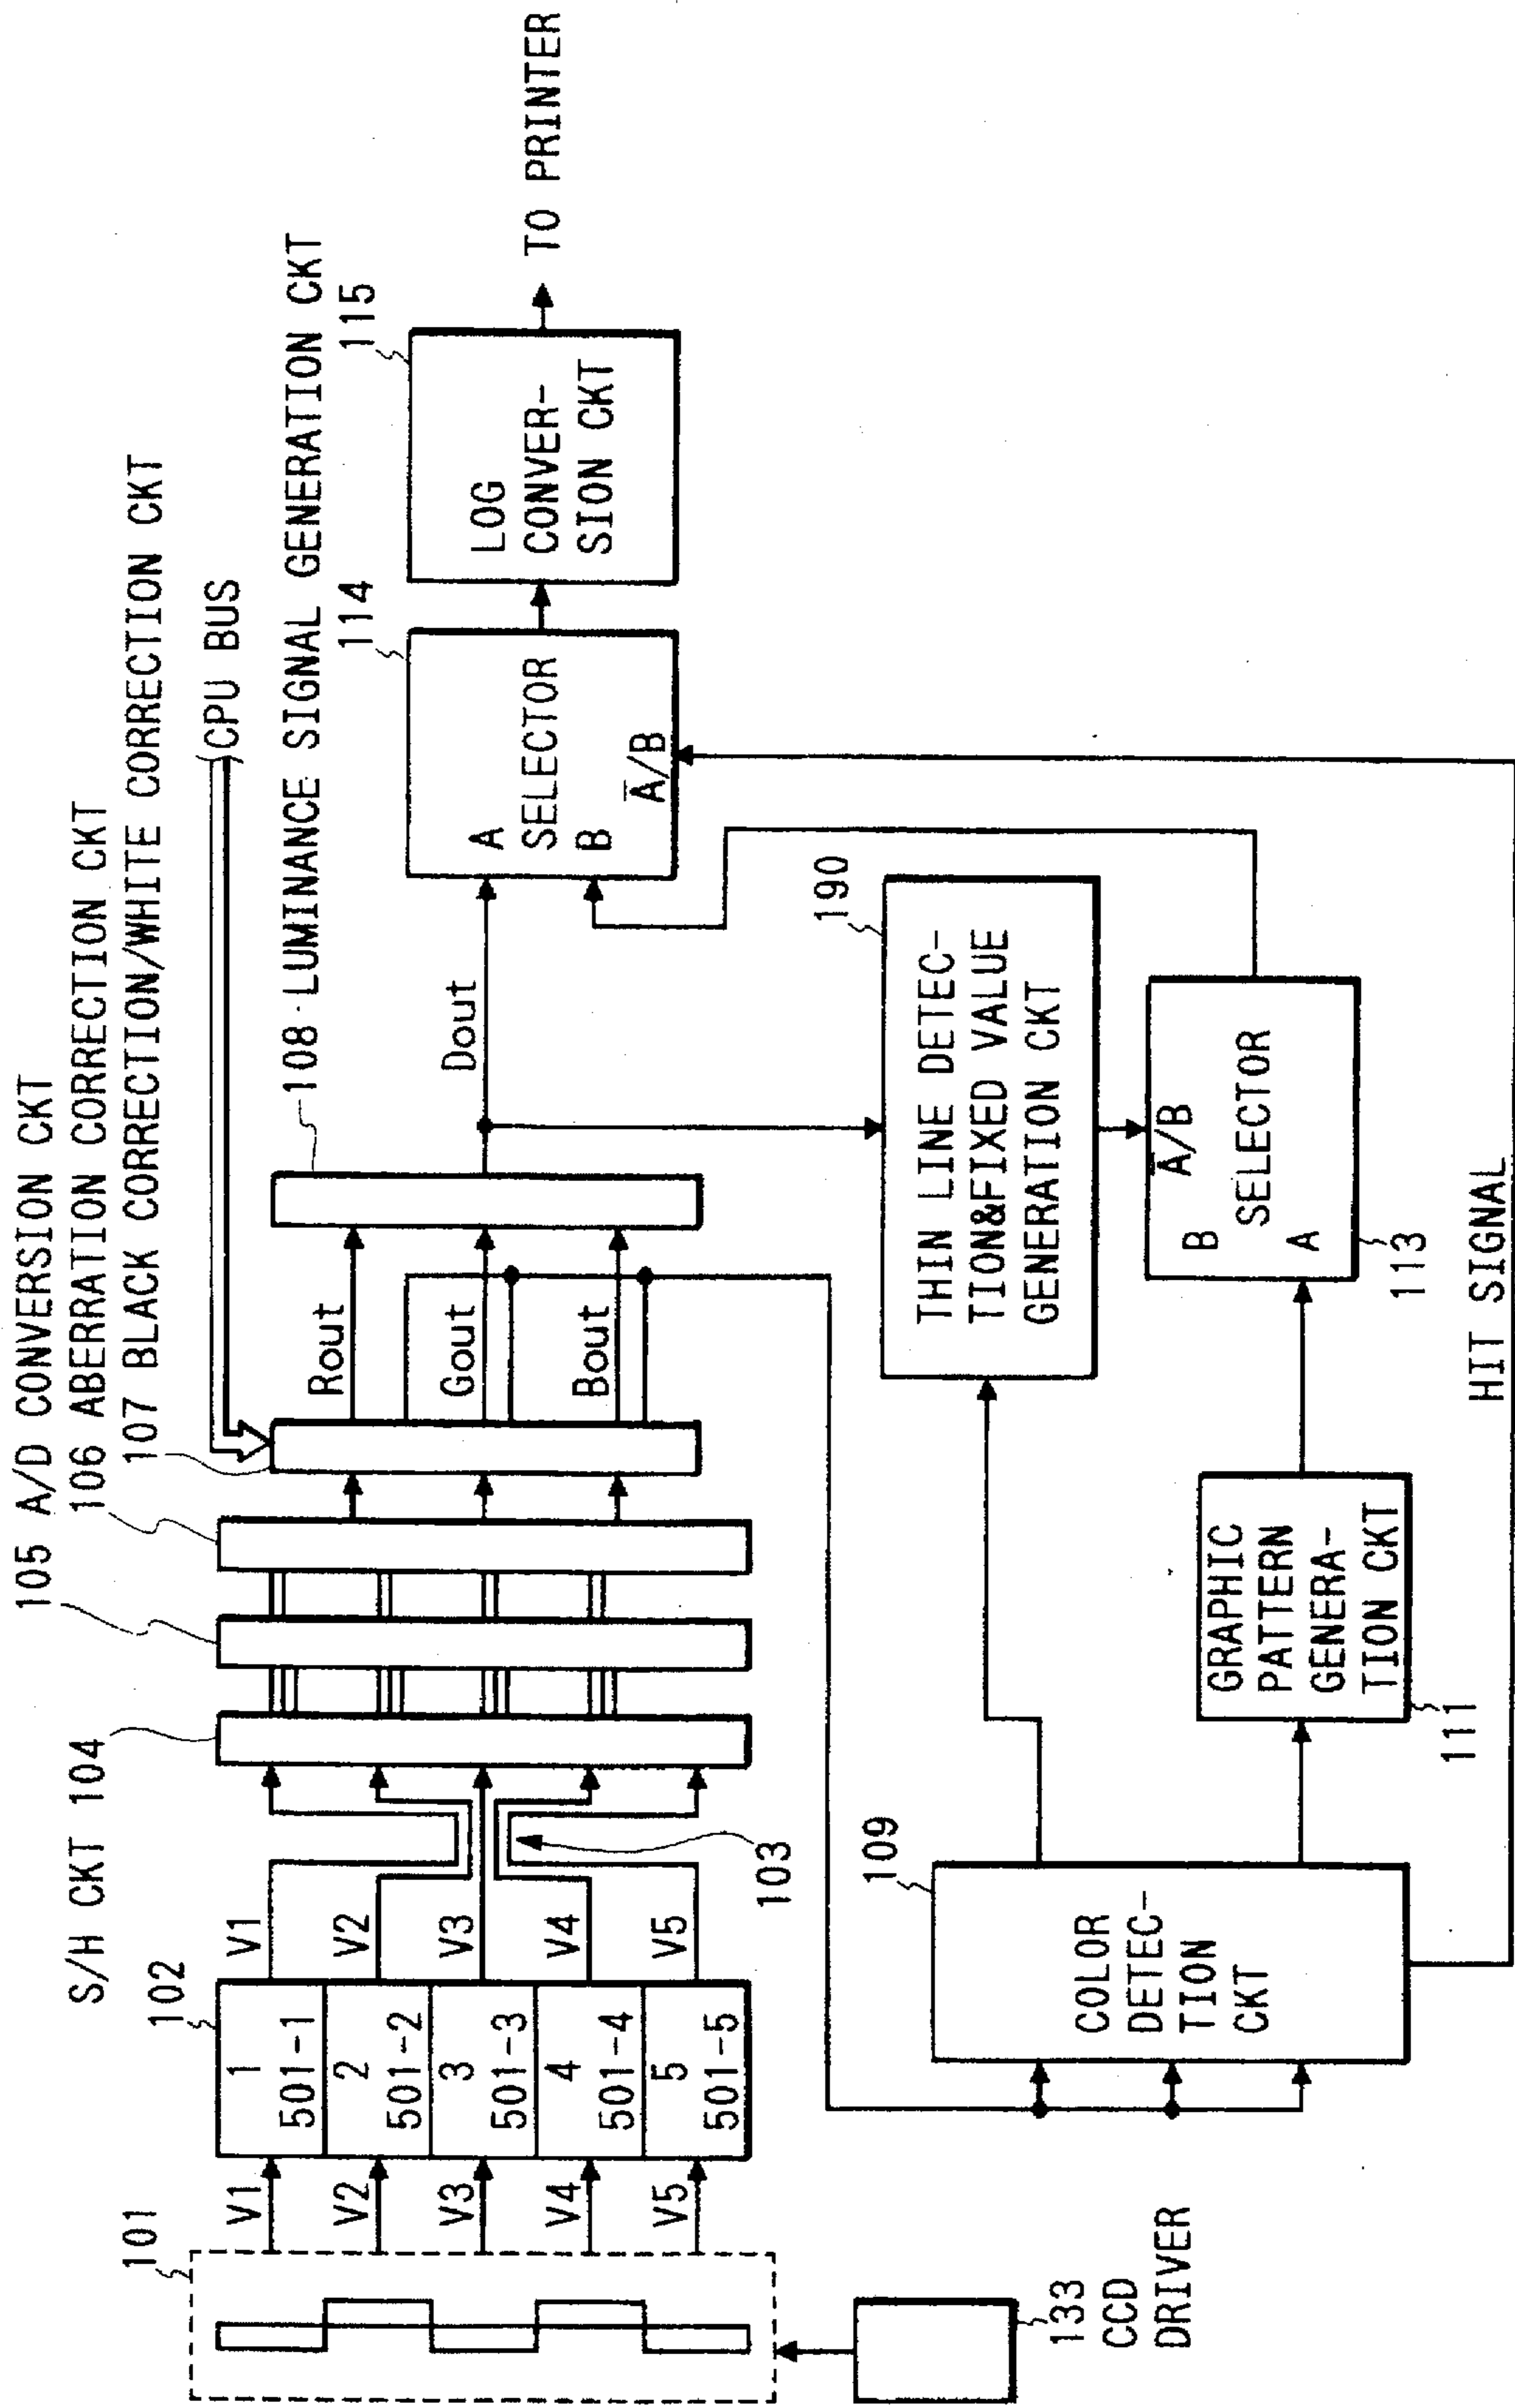 105 A/D CONVERSION CKT
106 ABERRATION CORRECTION CKT
107 BLACK CORRECTION/WHITE CORRECTION CKT
CPU BUS
108 LUMINANCE SIGNAL GENERATION CKT
S/H CKT 104
101
V1
V2
V3
V4
V5
102
1
501-1
2
501-2
3
501-3
4
501-4
5
501-5
V1
V2
V3
V4
V5
103
Rout
Gout
Bout
Dout
114
A
SELECTOR
B
A̅/B
115
LOG
CONVER-
SION CKT
TO PRINTER
133
CCD
DRIVER
109
COLOR
DETEC-
TION
CKT
190
THIN LINE DETEC-
TION&FIXED VALUE
GENERATION CKT
GRAPHIC
PATTERN
GENERA-
TION CKT
111
A̅/B
B
SELECTOR
A
113
HIT SIGNAL